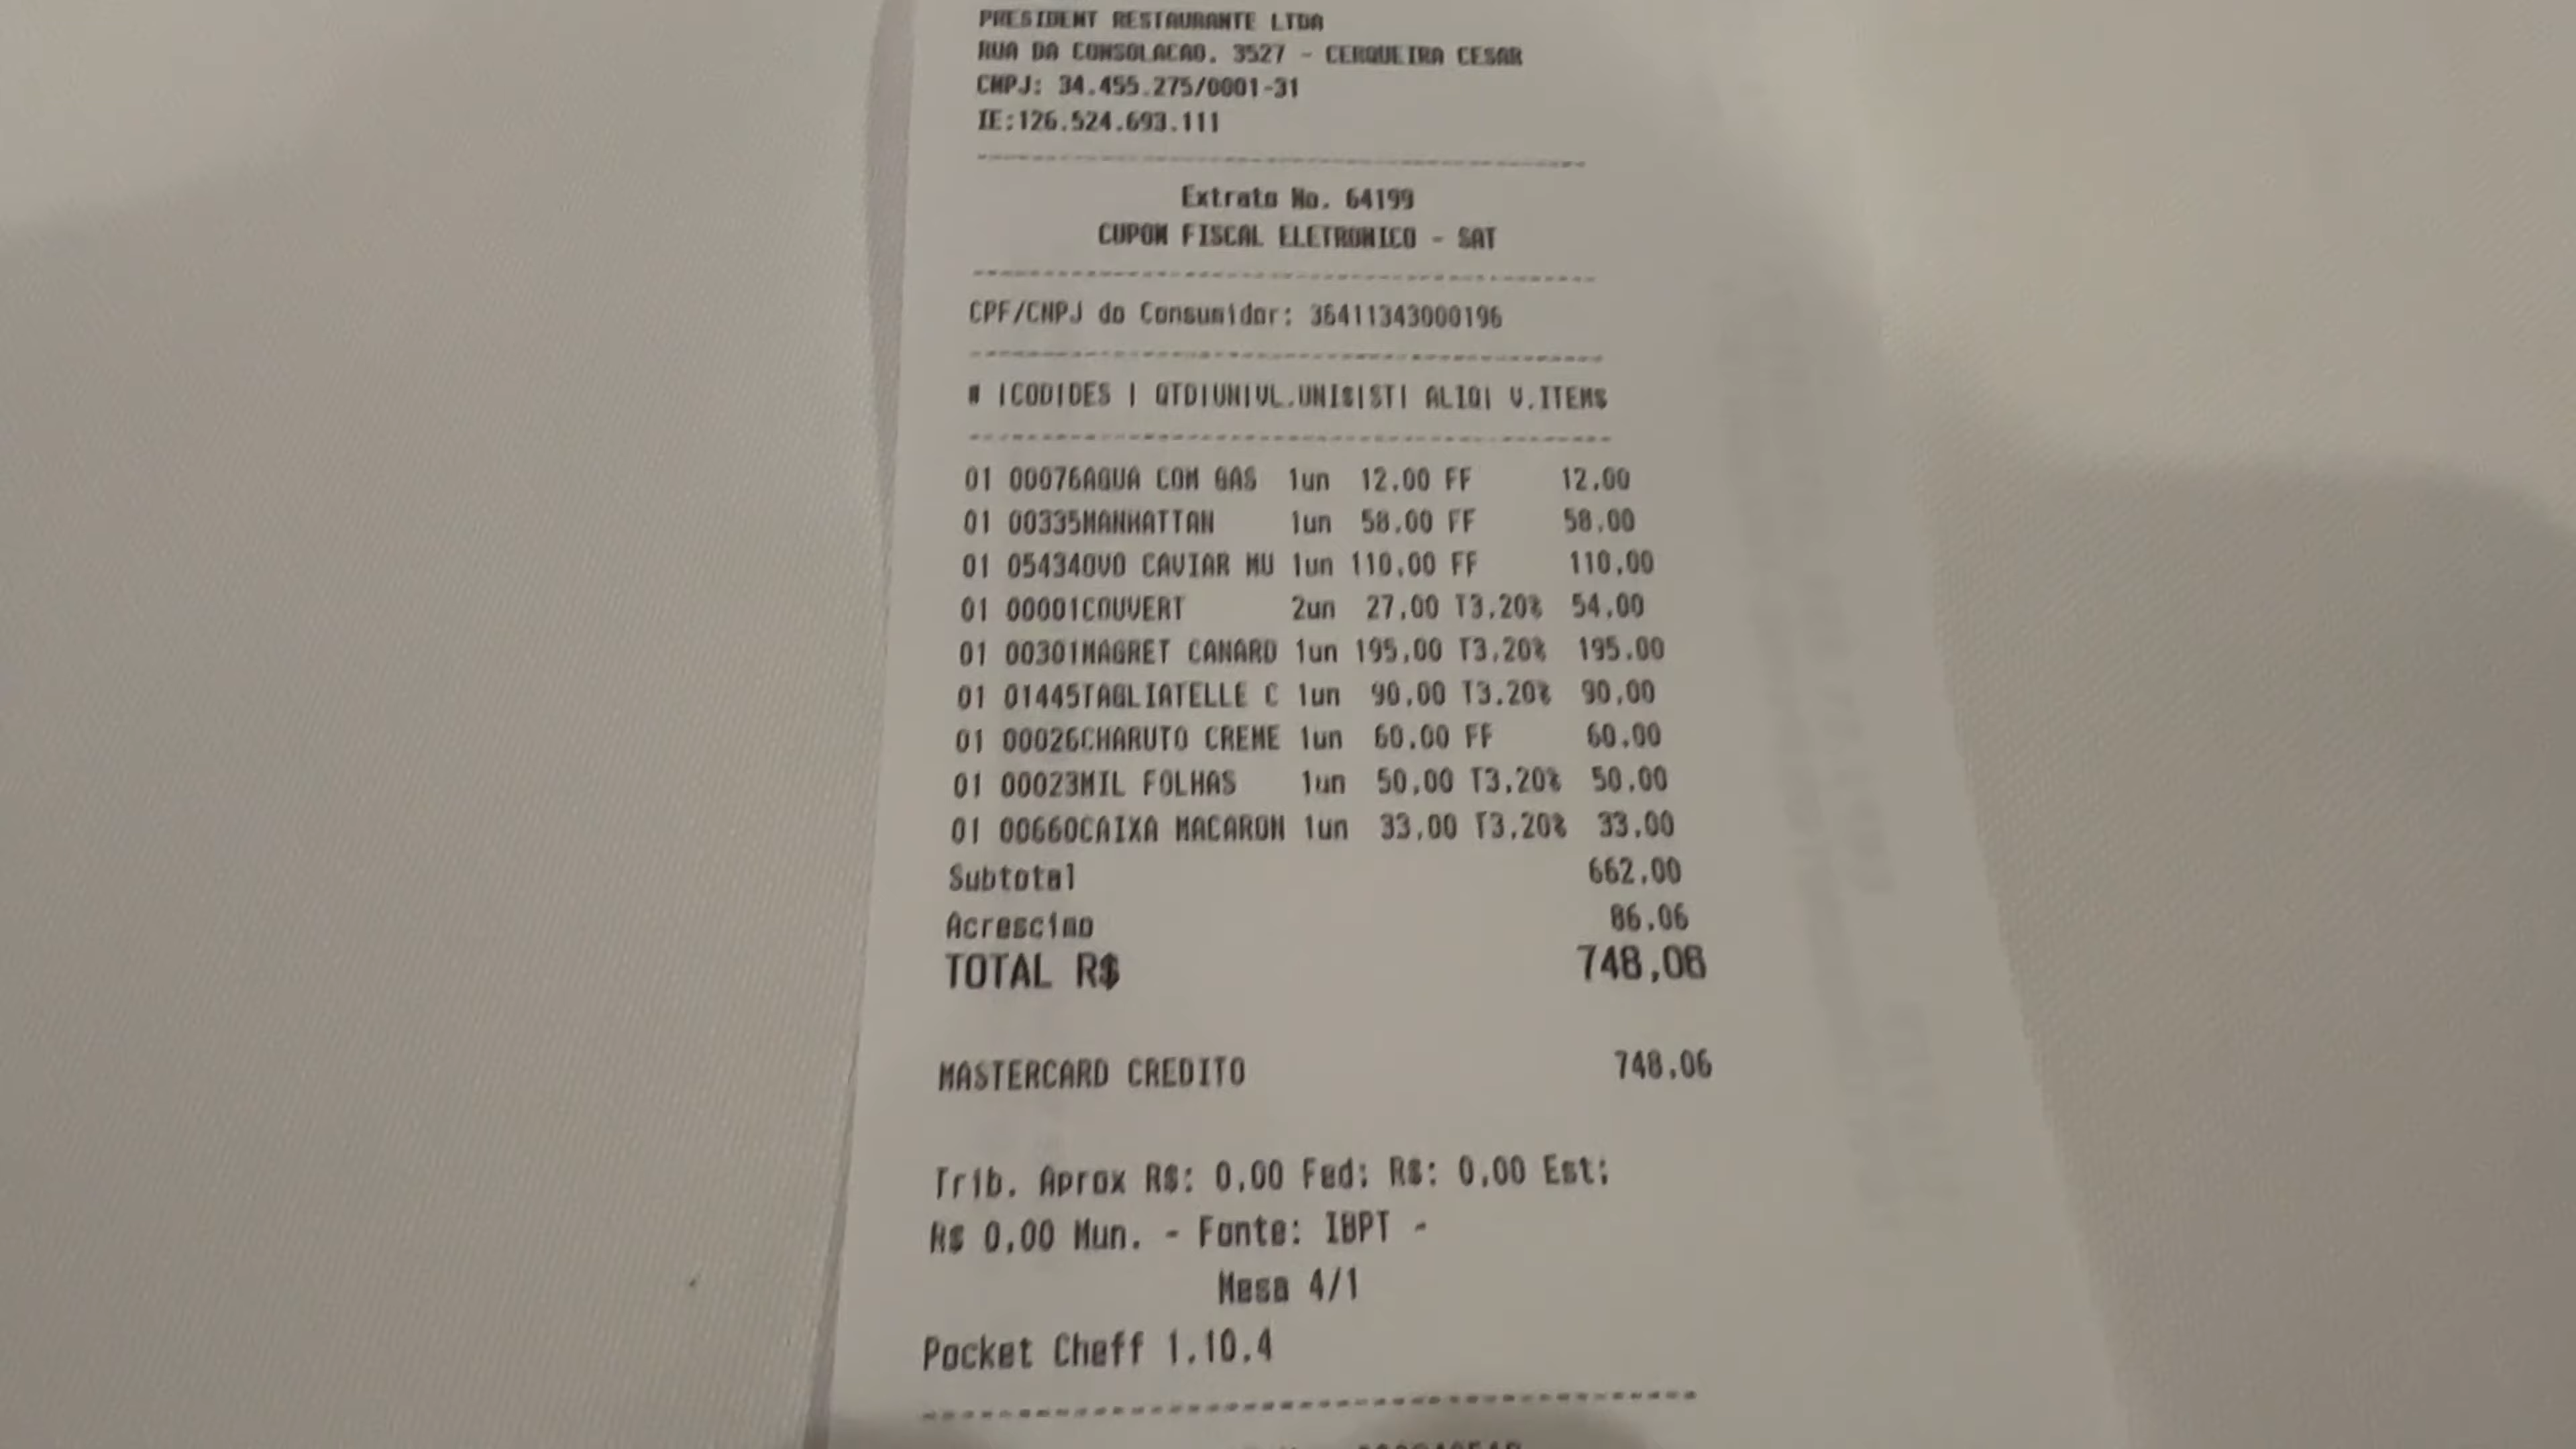 PRESIDENT RESTAURANTE LTDA
RUA DA CONSOLACAO, 3527 - CERQUEIRA CESAR
CNPJ: 34.455.275/0001-31
IE:126.524.693.111
Extrato No. 64199
CUPOM FISCAL ELETRONICO - SAT
CPF/CNPJ do Consumidor: 36411343000196
# |COD|DES | QTD|UN|VL.UNI$|ST| ALIQ| V.ITEM$
01 00076AGUA COM GAS 1un 12,00 FF 12,00
01 00335MANHATTAN 1un 58,00 FF 58,00
01 05434OVO CAVIAR MU 1un 110,00 FF 110,00
01 00001COUVERT 2un 27,00 T3,20% 54,00
01 00301MAGRET CANARD 1un 195,00 T3,20% 195,00
01 01445TAGLIATELLE C 1un 90,00 T3,20% 90,00
01 00026CHARUTO CREME 1un 60,00 FF 60,00
01 00023MIL FOLHAS 1un 50,00 T3,20% 50,00
01 00660CAIXA MACARON 1un 33,00 T3,20% 33,00
Subtotal 662,00
Acrescimo 86,06
TOTAL R$ 748,06
MASTERCARD CREDITO 748,06
Trib. Aprox R$: 0,00 Fed; R$: 0,00 Est;
R$ 0,00 Mun. - Fonte: IBPT -
Mesa 4/1
Pocket Cheff 1.10.4